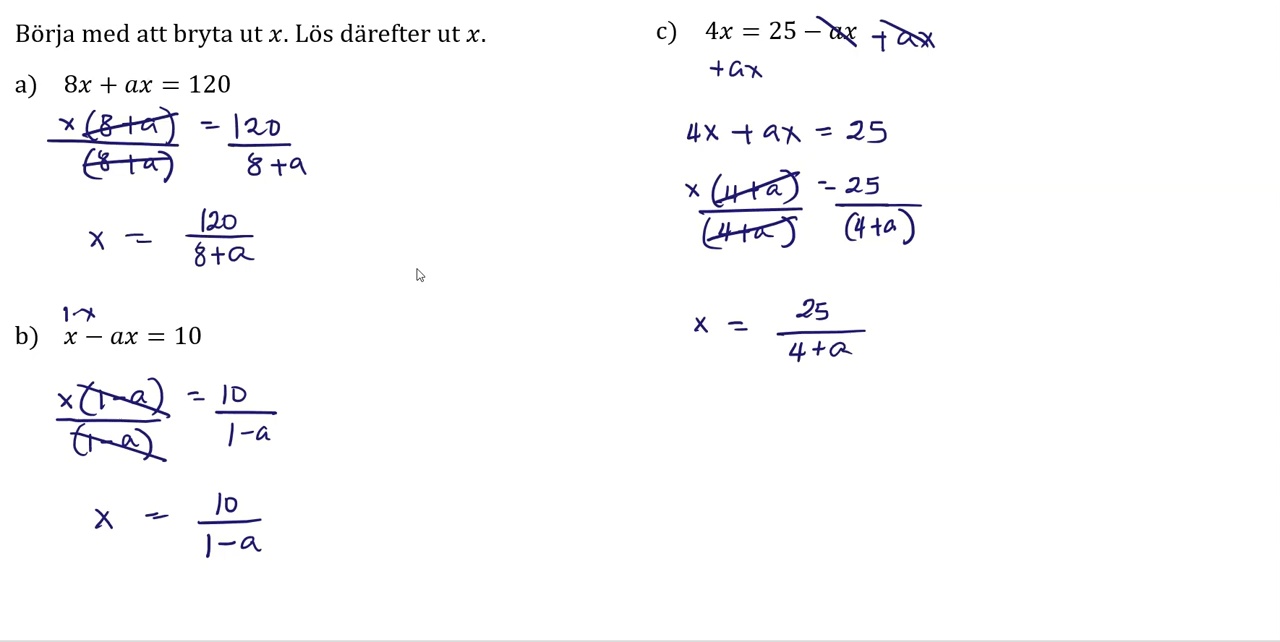 Börja med att bryta ut x. Lös därefter ut x.
a) 8x + ax = 120
x(8+a) = 120
(8+a) 8+a
x = 120
8+a
1·x
b) x − ax = 10
x(1−a) = 10
(1−a) 1−a
x = 10
1−a
c) 4x = 25 − ax + ax
+ax
4x + ax = 25
x(4+a) = 25
(4+a) (4+a)
x = 25
4+a